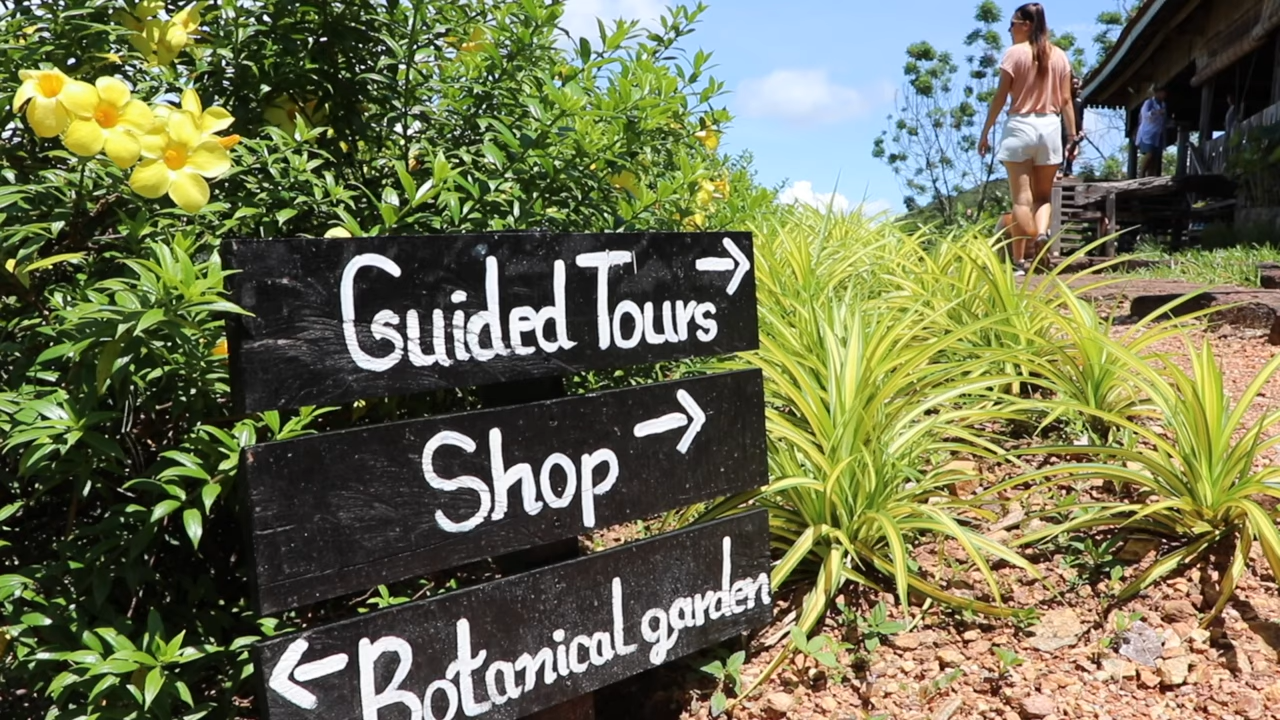 Guided Tours →
Shop →
← Botanical garden